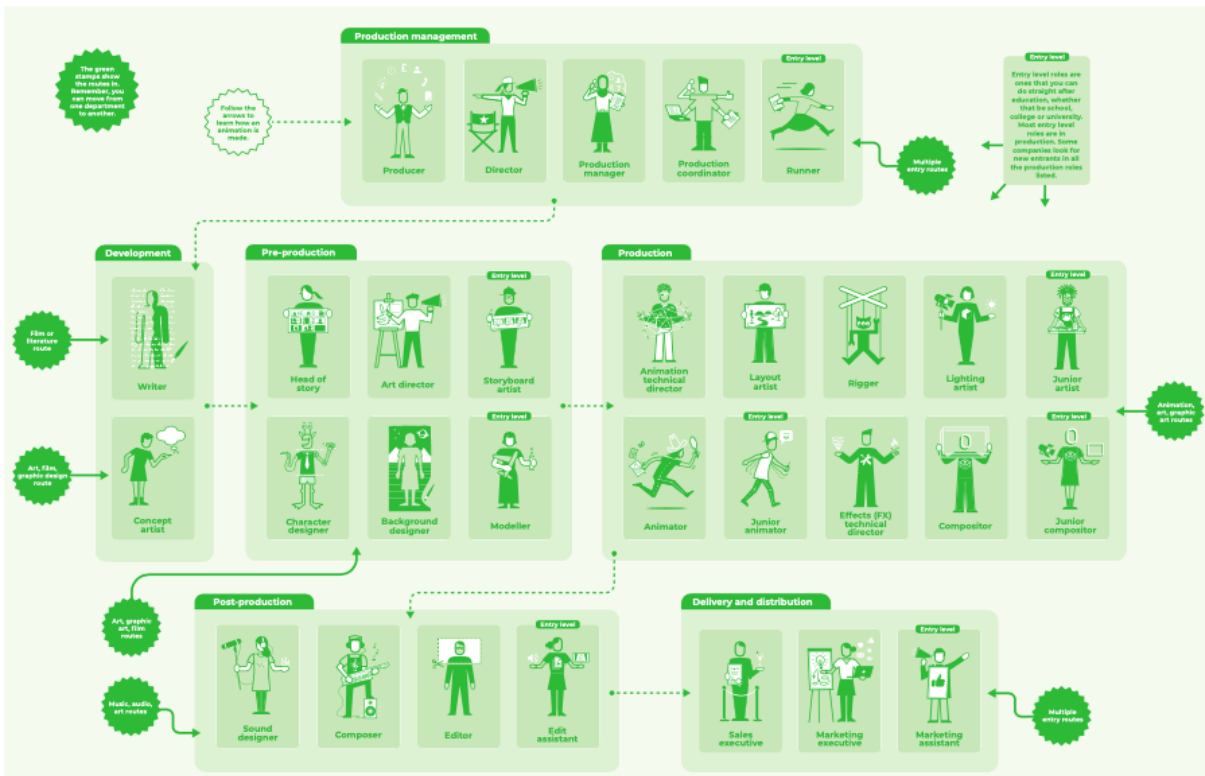 The green
stamps show
the routes in.
Remember, you
can move from
one department
to another.
Follow the
arrows to
learn how an
animation is
made.
Production management
Producer
Director
Production
manager
Production
coordinator
Entry level
Runner
Multiple
entry routes
Entry level
Entry level roles are
ones that you can
do straight after
education, whether
that be school,
college or university.
Most entry level
roles are in
production. Some
companies look for
new entrants in all
the production roles
listed.
Development
Film or
literature
route
Writer
Art, film,
graphic design
route
Concept
artist
Pre-production
Head of
story
Art director
Entry level
Storyboard
artist
Character
designer
Background
designer
Entry level
Modeller
Art, graphic
art, film
routes
Production
Animation
technical
director
Layout
artist
Rigger
Lighting
artist
Entry level
Junior
artist
Animator
Entry level
Junior
animator
Effects (FX)
technical
director
Compositor
Entry level
Junior
compositor
Animation,
art, graphic
art routes
Post-production
Music, audio,
art routes
Sound
designer
Composer
Editor
Entry level
Edit
assistant
Delivery and distribution
Sales
executive
Marketing
executive
Entry level
Marketing
assistant
Multiple
entry routes